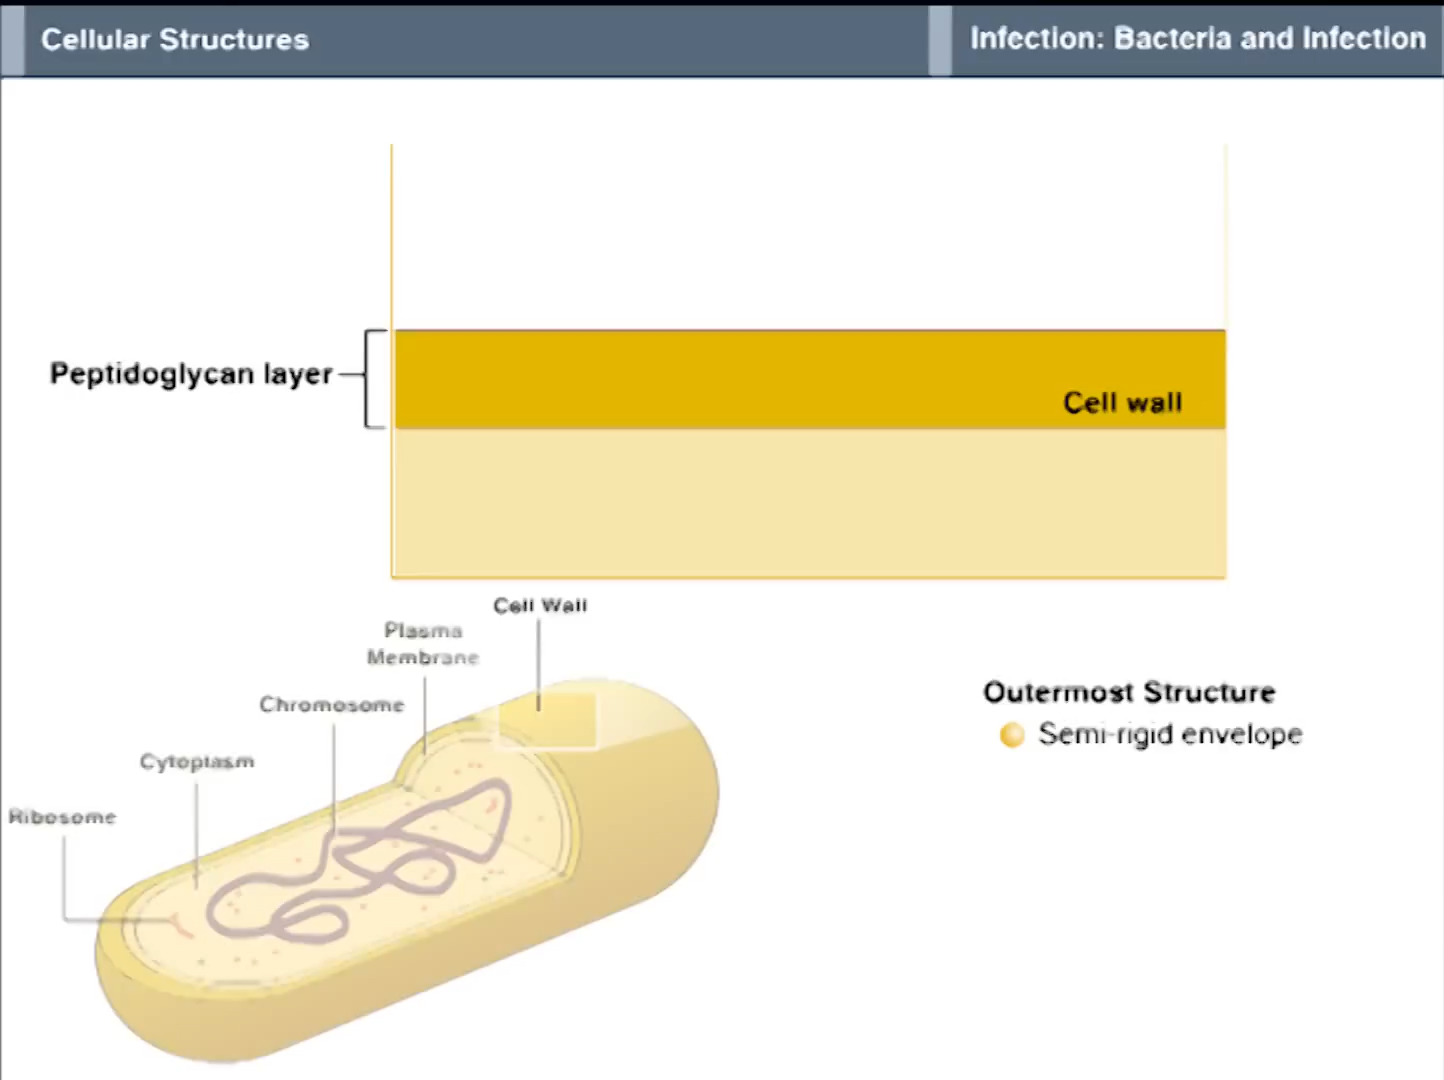 Cellular Structures
Infection: Bacteria and Infection
Peptidoglycan layer
Cell wall
Cell Wall
Plasma
Membrane
Chromosome
Cytoplasm
Ribosome
Outermost Structure
Semi-rigid envelope